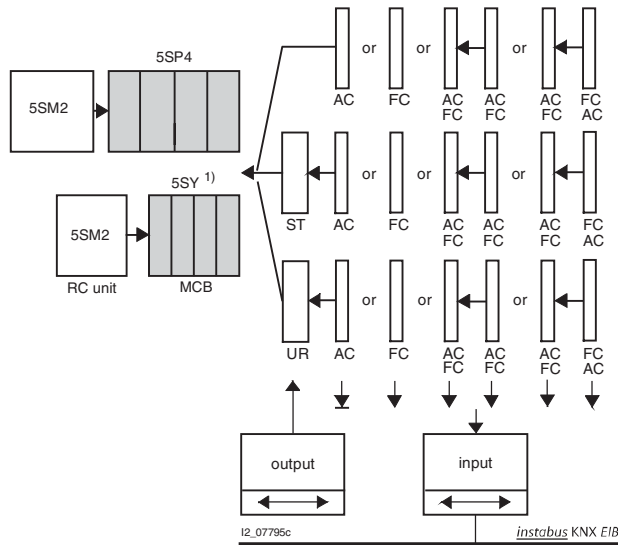 5SP4
5SM2
AC or FC or AC FC AC FC or AC FC FC AC
5SY 1)
5SM2
RC unit
MCB
ST AC or FC or AC FC AC FC or AC FC FC AC
UR AC or FC or AC FC AC FC or AC FC FC AC
output
input
I2_07795c
instabus KNX EIB